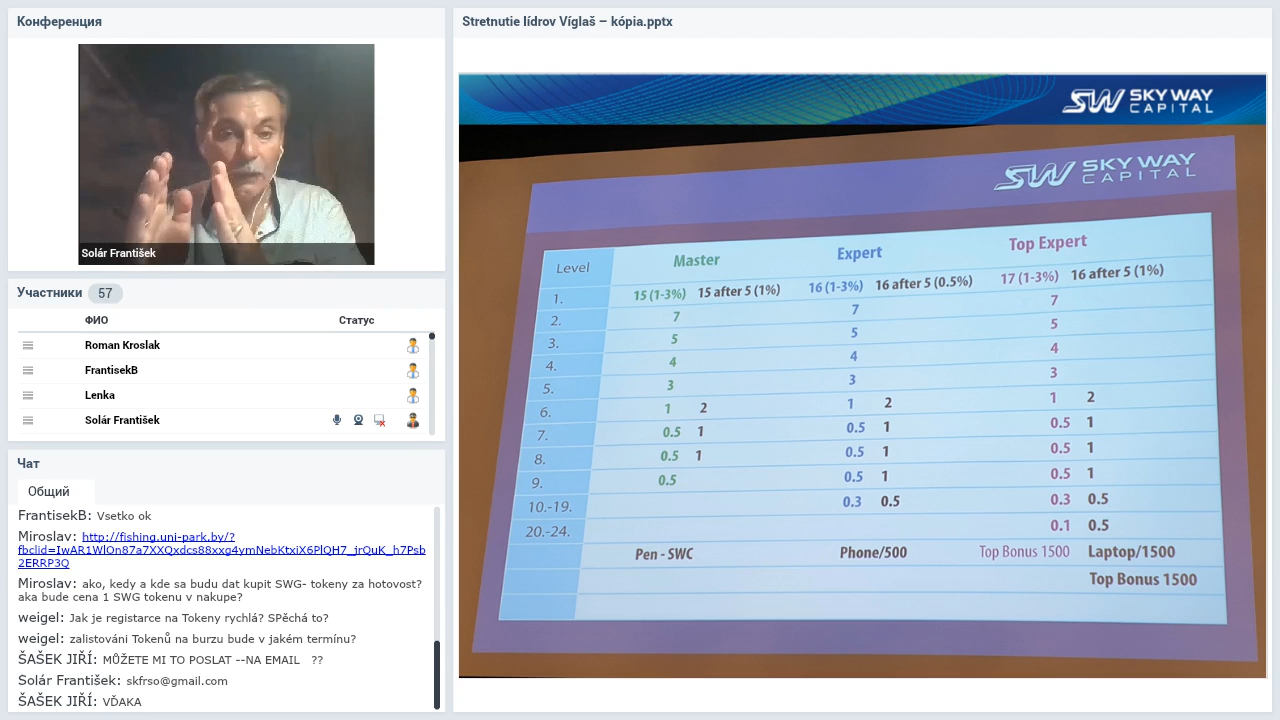 Конференция
Solár František
Участники 57
ФИО Статус
Roman Kroslak
FrantisekB
Lenka
Solár František
Чат
Общий
FrantisekB: Vsetko ok
Miroslav: http://fishing.uni-park.by/?
fbclid=IwAR1WlOn87a7XXQxdcs88xxg4ymNebKtxiX6PlQH7_jrQuK_h7Psb
2ERRP3Q
Miroslav: ako, kedy a kde sa budu dat kupit SWG- tokeny za hotovost?
aka bude cena 1 SWG tokenu v nakupe?
weigel: Jak je registarce na Tokeny rychlá? SPěchá to?
weigel: zalistováni Tokenů na burzu bude v jakém termínu?
ŠAŠEK JIŘÍ: MŮŽETE MI TO POSLAT --NA EMAIL ??
Solár František: skfrso@gmail.com
ŠAŠEK JIŘÍ: VĎAKA
Stretnutie lídrov Víglaš – kópia.pptx
SW SKY WAY
CAPITAL
SW SKY WAY
CAPITAL
Level Master Expert Top Expert
1. 15 (1-3%) 15 after 5 (1%) 16 (1-3%) 16 after 5 (0.5%) 17 (1-3%) 16 after 5 (1%)
2. 7 7 7
3. 5 5 5
4. 4 4 4
5. 3 3 3
6. 1 2 1 2 1 2
7. 0.5 1 0.5 1 0.5 1
8. 0.5 1 0.5 1 0.5 1
9. 0.5 0.5 1 0.5 1
10.-19. 0.3 0.5 0.3 0.5
20.-24. 0.1 0.5
Pen - SWC Phone/500 Top Bonus 1500 Laptop/1500
Top Bonus 1500